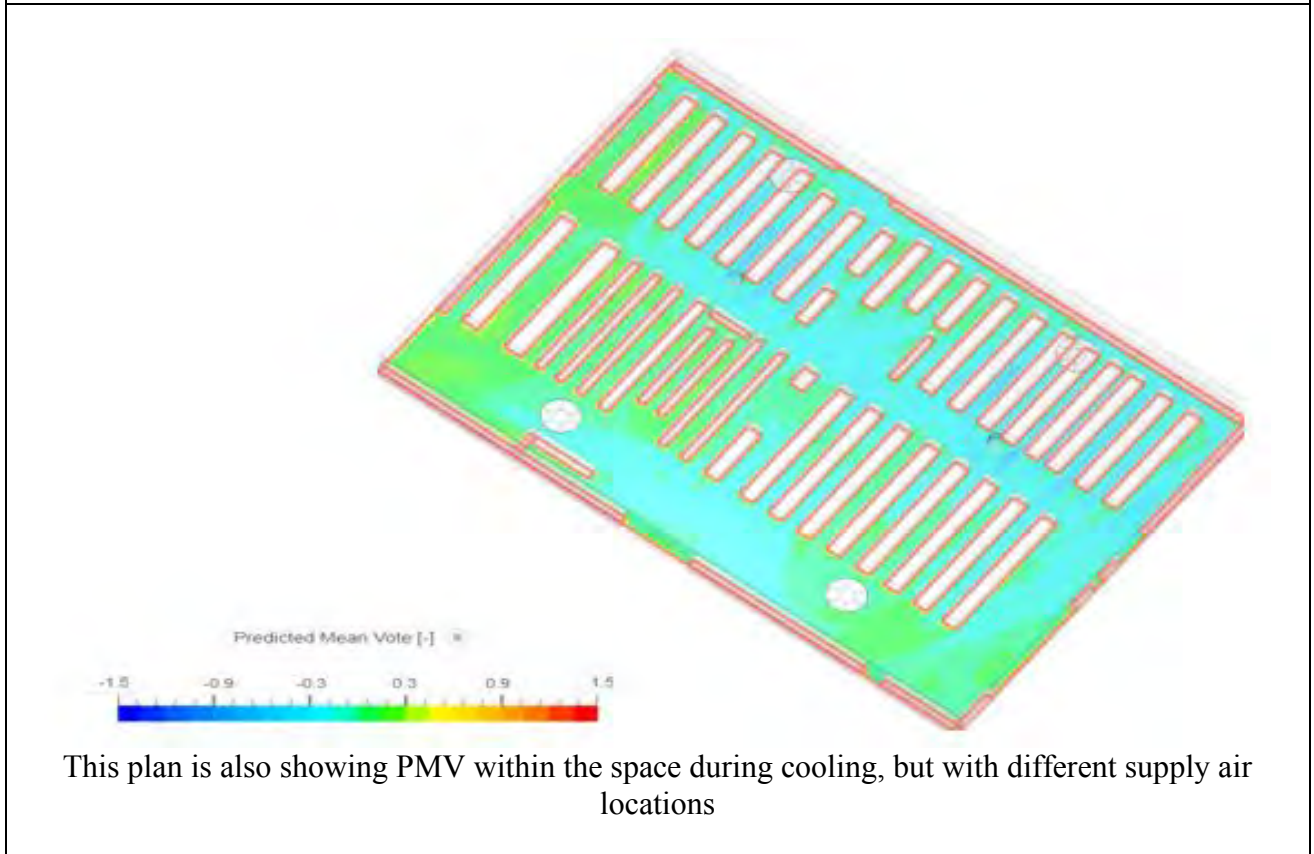 Predicted Mean Vote [-]
-1.5 -0.9 -0.3 0.3 0.9 1.5
This plan is also showing PMV within the space during cooling, but with different supply air
locations